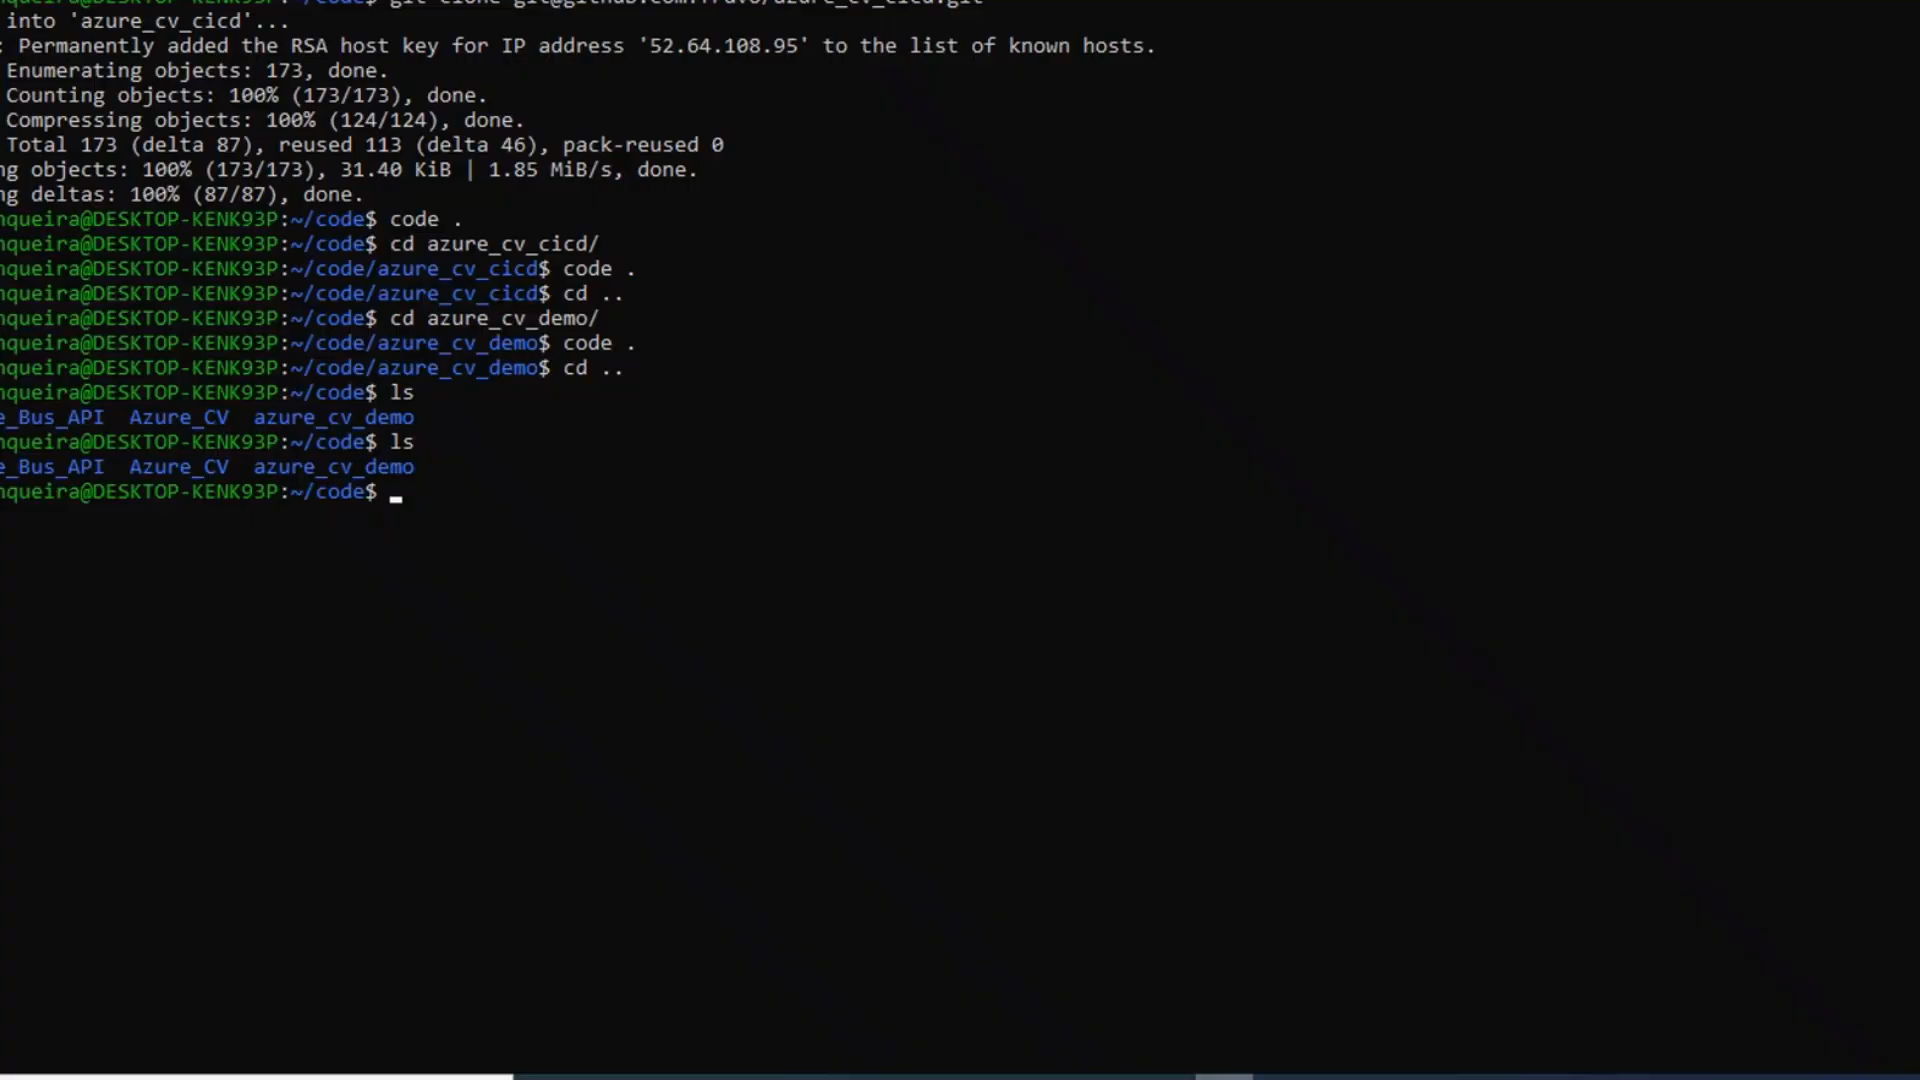 into 'azure_cv_cicd'...
: Permanently added the RSA host key for IP address '52.64.108.95' to the list of known hosts.
Enumerating objects: 173, done.
Counting objects: 100% (173/173), done.
Compressing objects: 100% (124/124), done.
Total 173 (delta 87), reused 113 (delta 46), pack-reused 0
ng objects: 100% (173/173), 31.40 KiB | 1.85 MiB/s, done.
ng deltas: 100% (87/87), done.
nqueira@DESKTOP-KENK93P:~/code$ code .
nqueira@DESKTOP-KENK93P:~/code$ cd azure_cv_cicd/
nqueira@DESKTOP-KENK93P:~/code/azure_cv_cicd$ code .
nqueira@DESKTOP-KENK93P:~/code/azure_cv_cicd$ cd ..
nqueira@DESKTOP-KENK93P:~/code$ cd azure_cv_demo/
nqueira@DESKTOP-KENK93P:~/code/azure_cv_demo$ code .
nqueira@DESKTOP-KENK93P:~/code/azure_cv_demo$ cd ..
nqueira@DESKTOP-KENK93P:~/code$ ls
e_Bus_API  Azure_CV  azure_cv_demo
nqueira@DESKTOP-KENK93P:~/code$ ls
e_Bus_API  Azure_CV  azure_cv_demo
nqueira@DESKTOP-KENK93P:~/code$